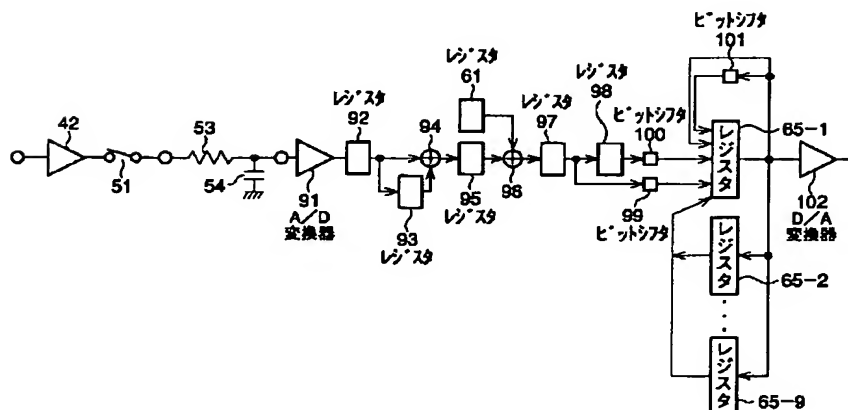 ビットシフタ
101
レジスタ
61
レジスタ
98
レジスタ
92
94
レジスタ
97
ビットシフタ
100
42
53
レジスタ
65-1
51
54
91
A/D
変換器
93
レジスタ
95
レジスタ
96
99
ビットシフタ
102
D/A
変換器
レジスタ
65-2
レジスタ
65-9